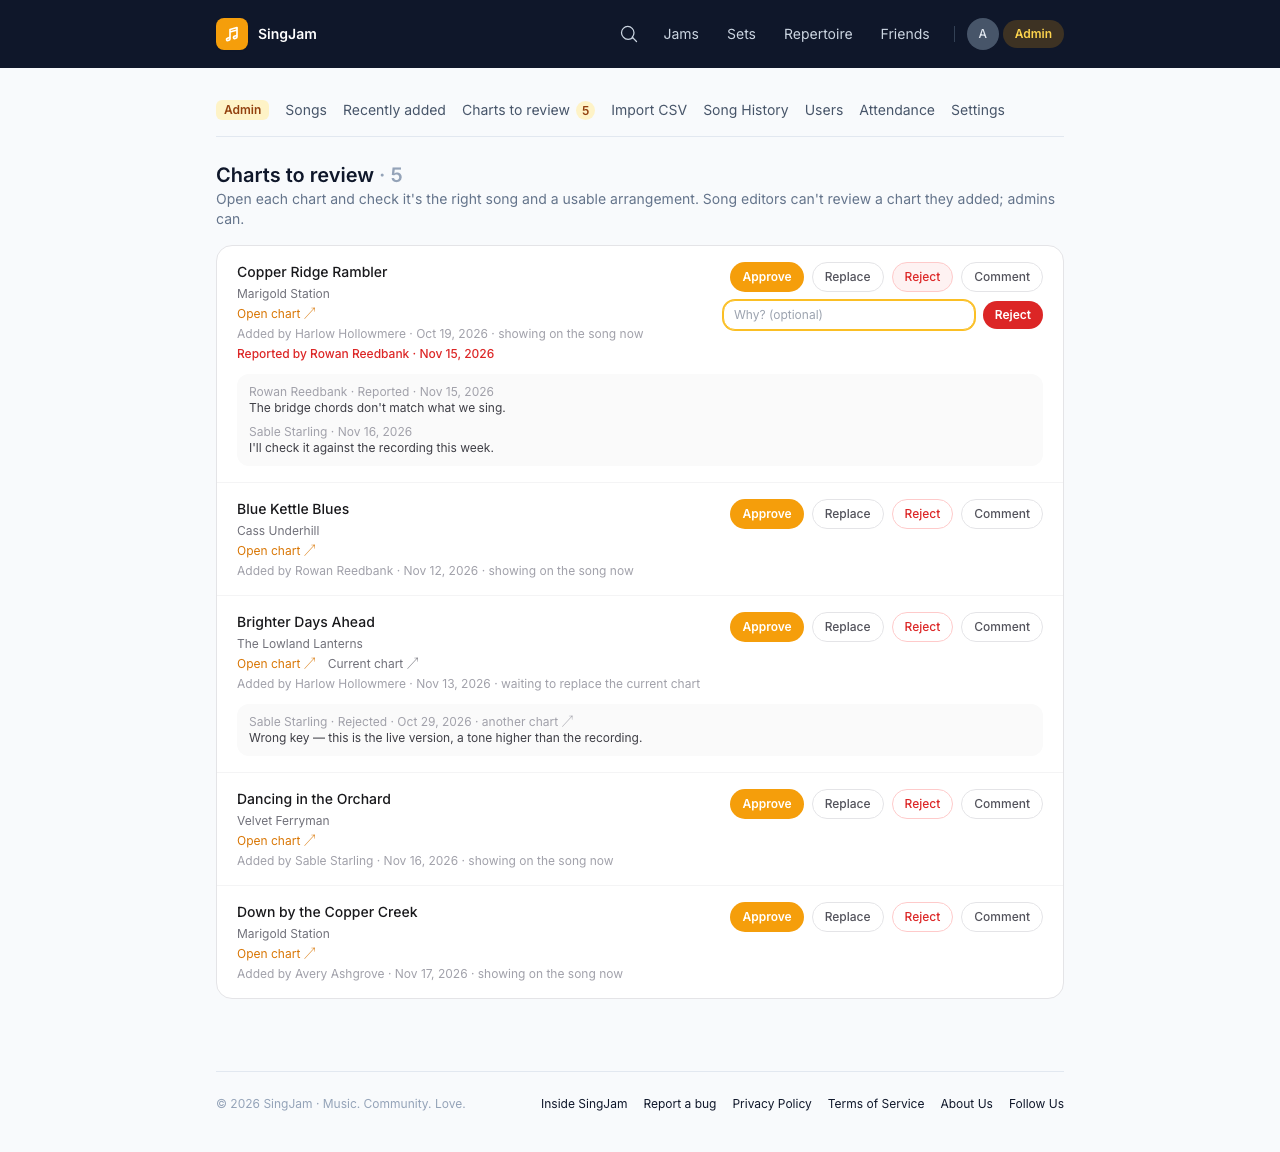 SingJam
Jams Sets Repertoire Friends A Admin
Admin Songs Recently added Charts to review 5 Import CSV Song History Users Attendance Settings
Charts to review · 5
Open each chart and check it's the right song and a usable arrangement. Song editors can't review a chart they added; admins
can.
Copper Ridge Rambler
Approve Replace Reject Comment
Marigold Station
Open chart ↗
Why? (optional) Reject
Added by Harlow Hollowmere · Oct 19, 2026 · showing on the song now
Reported by Rowan Reedbank · Nov 15, 2026
Rowan Reedbank · Reported · Nov 15, 2026
The bridge chords don't match what we sing.
Sable Starling · Nov 16, 2026
I'll check it against the recording this week.
Blue Kettle Blues
Approve Replace Reject Comment
Cass Underhill
Open chart ↗
Added by Rowan Reedbank · Nov 12, 2026 · showing on the song now
Brighter Days Ahead
Approve Replace Reject Comment
The Lowland Lanterns
Open chart ↗ Current chart ↗
Added by Harlow Hollowmere · Nov 13, 2026 · waiting to replace the current chart
Sable Starling · Rejected · Oct 29, 2026 · another chart ↗
Wrong key — this is the live version, a tone higher than the recording.
Dancing in the Orchard
Approve Replace Reject Comment
Velvet Ferryman
Open chart ↗
Added by Sable Starling · Nov 16, 2026 · showing on the song now
Down by the Copper Creek
Approve Replace Reject Comment
Marigold Station
Open chart ↗
Added by Avery Ashgrove · Nov 17, 2026 · showing on the song now
© 2026 SingJam · Music. Community. Love.
Inside SingJam Report a bug Privacy Policy Terms of Service About Us Follow Us